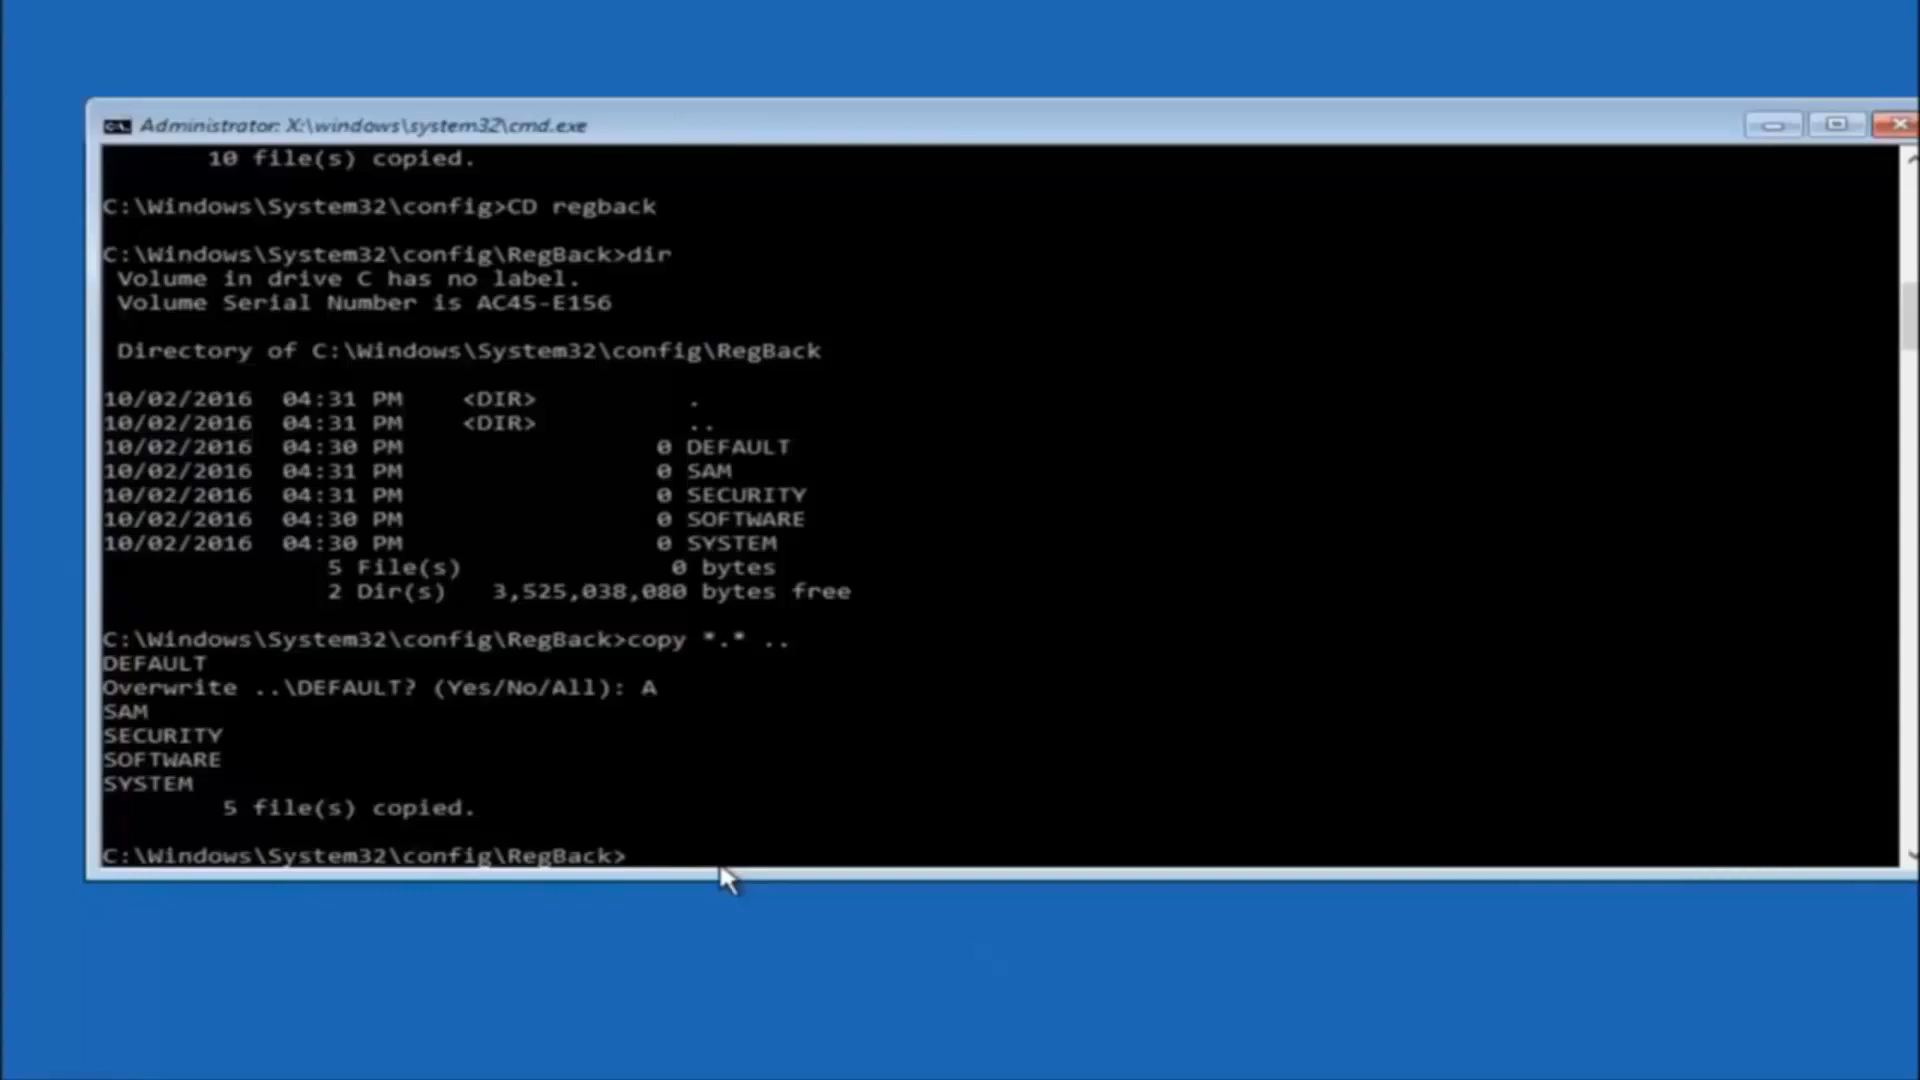 Administrator: X:\windows\system32\cmd.exe
10 file(s) copied.
C:\Windows\System32\config>CD regback
C:\Windows\System32\config\RegBack>dir
Volume in drive C has no label.
Volume Serial Number is AC45-E156
Directory of C:\Windows\System32\config\RegBack
10/02/2016  04:31 PM    <DIR>          .
10/02/2016  04:31 PM    <DIR>          ..
10/02/2016  04:30 PM                 0 DEFAULT
10/02/2016  04:31 PM                 0 SAM
10/02/2016  04:31 PM                 0 SECURITY
10/02/2016  04:30 PM                 0 SOFTWARE
10/02/2016  04:30 PM                 0 SYSTEM
5 File(s)              0 bytes
2 Dir(s)   3,525,038,080 bytes free
C:\Windows\System32\config\RegBack>copy *.* ..
DEFAULT
Overwrite ..\DEFAULT? (Yes/No/All): A
SAM
SECURITY
SOFTWARE
SYSTEM
5 file(s) copied.
C:\Windows\System32\config\RegBack>